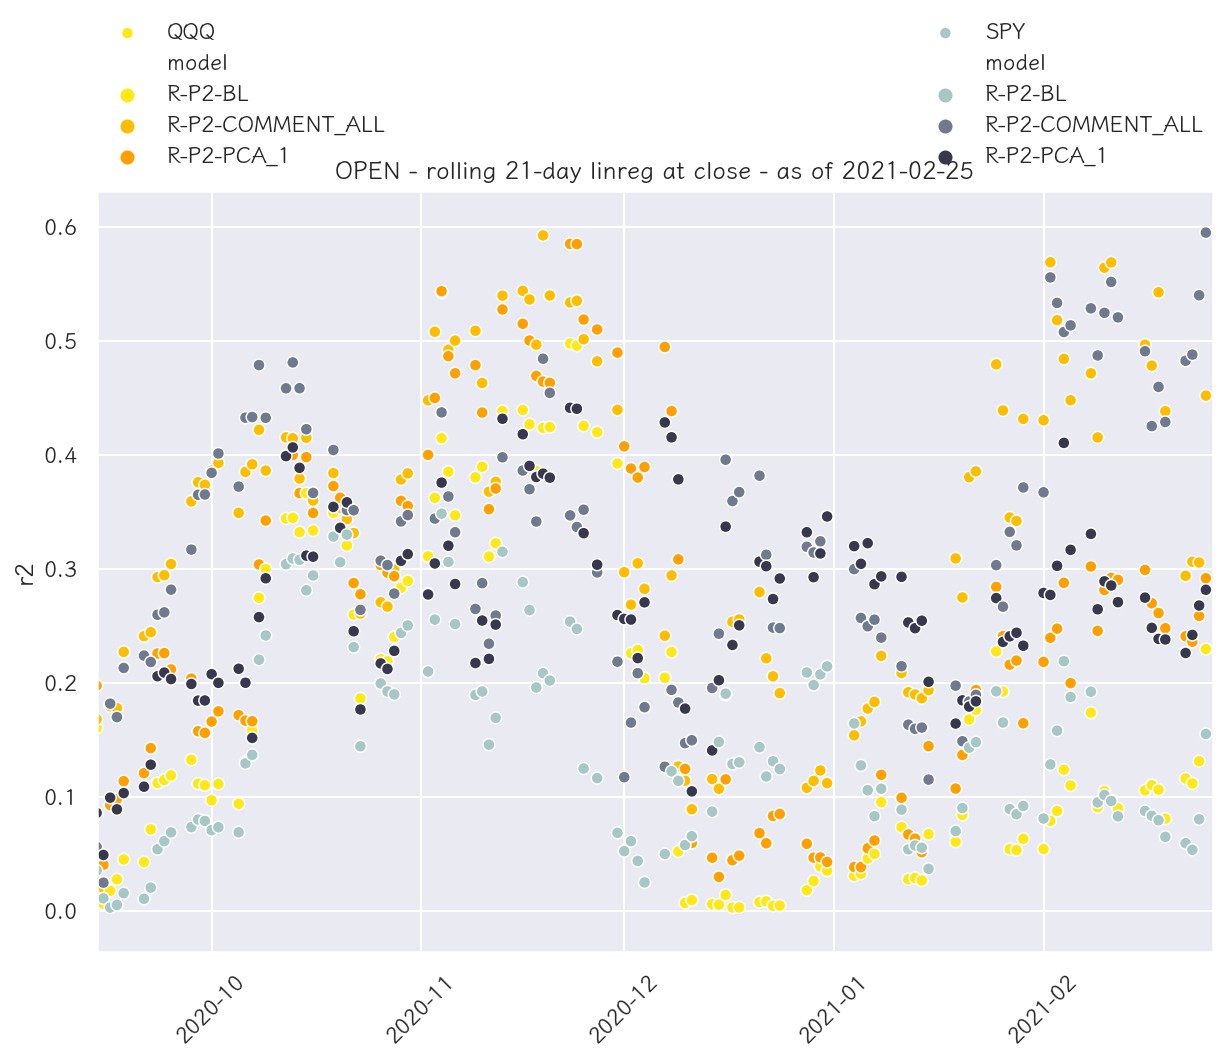 QQQ
model
R-P2-BL
R-P2-COMMENT_ALL
R-P2-PCA_1
SPY
model
R-P2-BL
R-P2-COMMENT_ALL
R-P2-PCA_1
OPEN - rolling 21-day linreg at close - as of 2021-02-25
0.6
0.5
0.4
0.3
0.2
0.1
0.0
r2
2020-10
2020-11
2020-12
2021-01
2021-02